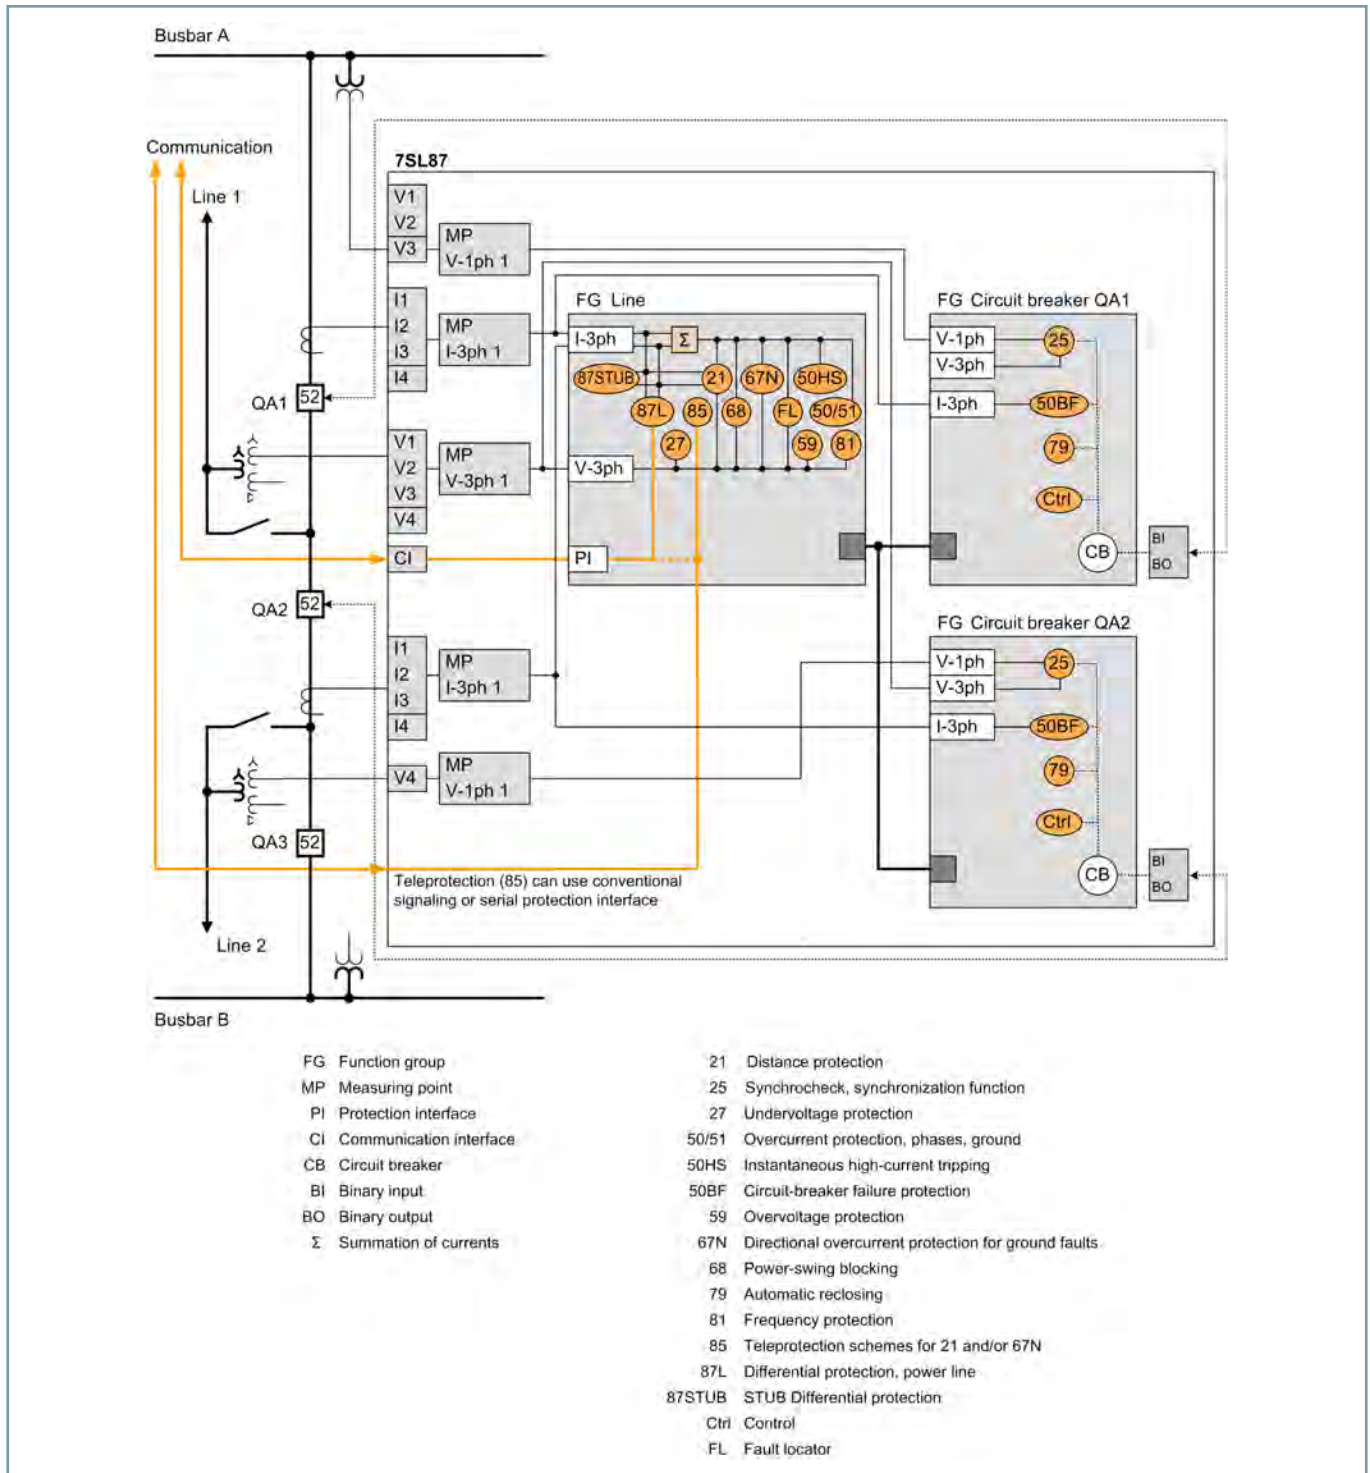 Busbar A
Communication
Line 1
7SL87
V1
V2
V3
MP
V-1ph 1
I1
I2
I3
I4
MP
I-3ph 1
QA1
52
V1
V2
V3
V4
MP
V-3ph 1
CI
QA2
52
I1
I2
I3
I4
MP
I-3ph 1
V4
MP
V-1ph 1
QA3
52
Line 2
Teleprotection (85) can use conventional
signaling or serial protection interface
FG Line
I-3ph
Σ
87STUB
21
67N
50HS
87L
85
68
FL
50/51
27
59
81
V-3ph
PI
FG Circuit breaker QA1
V-1ph
25
V-3ph
I-3ph
50BF
79
Ctrl
CB
BI
BO
FG Circuit breaker QA2
V-1ph
25
V-3ph
I-3ph
50BF
79
Ctrl
CB
BI
BO
Busbar B
FG Function group
MP Measuring point
PI Protection interface
CI Communication interface
CB Circuit breaker
BI Binary input
BO Binary output
Σ Summation of currents
21 Distance protection
25 Synchrocheck, synchronization function
27 Undervoltage protection
50/51 Overcurrent protection, phases, ground
50HS Instantaneous high-current tripping
50BF Circuit-breaker failure protection
59 Overvoltage protection
67N Directional overcurrent protection for ground faults
68 Power-swing blocking
79 Automatic reclosing
81 Frequency protection
85 Teleprotection schemes for 21 and/or 67N
87L Differential protection, power line
87STUB STUB Differential protection
Ctrl Control
FL Fault locator